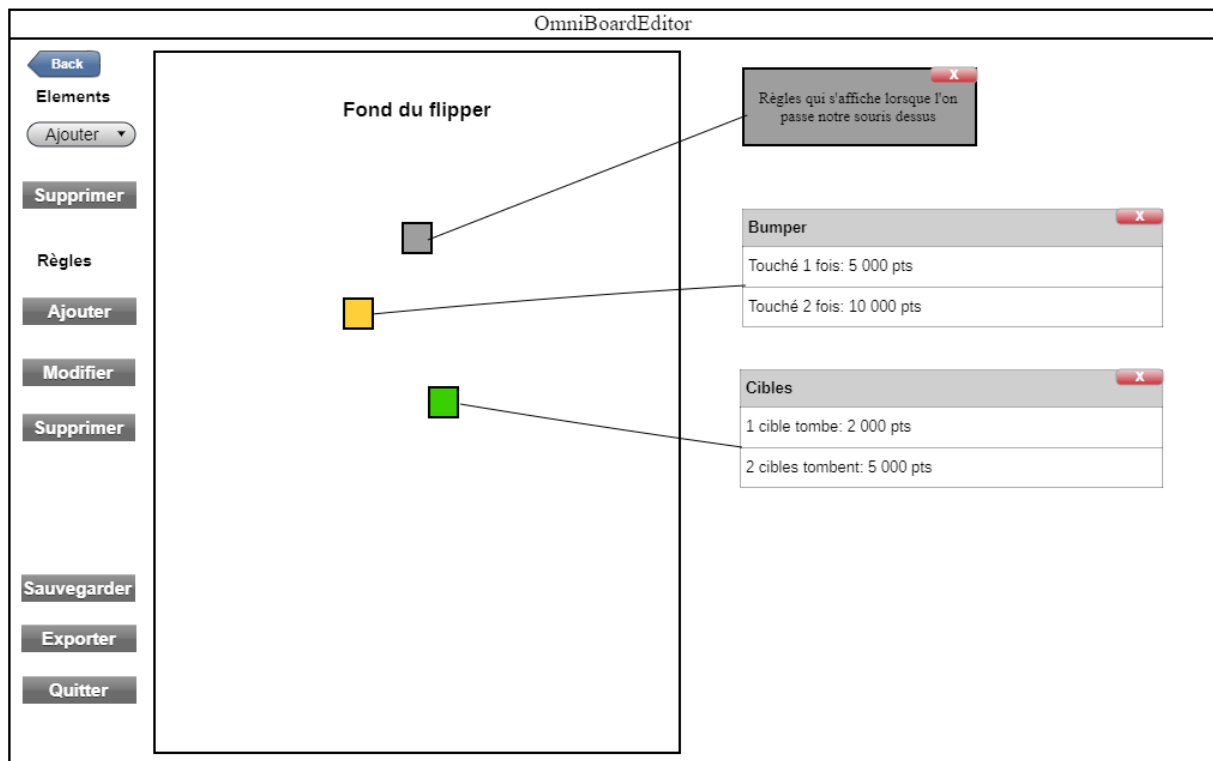 OmniBoardEditor
Back
Elements
Ajouter
Supprimer
Règles
Ajouter
Modifier
Supprimer
Sauvegarder
Exporter
Quitter
Fond du flipper
X
Règles qui s'affiche lorsque l'on
passe notre souris dessus
X
Bumper
Touché 1 fois: 5 000 pts
Touché 2 fois: 10 000 pts
X
Cibles
1 cible tombe: 2 000 pts
2 cibles tombent: 5 000 pts